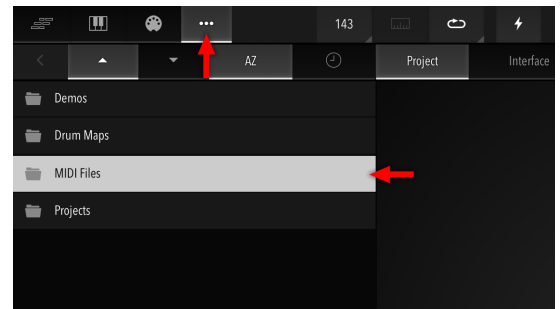 143
AZ Project Interface
Demos
Drum Maps
MIDI Files
Projects